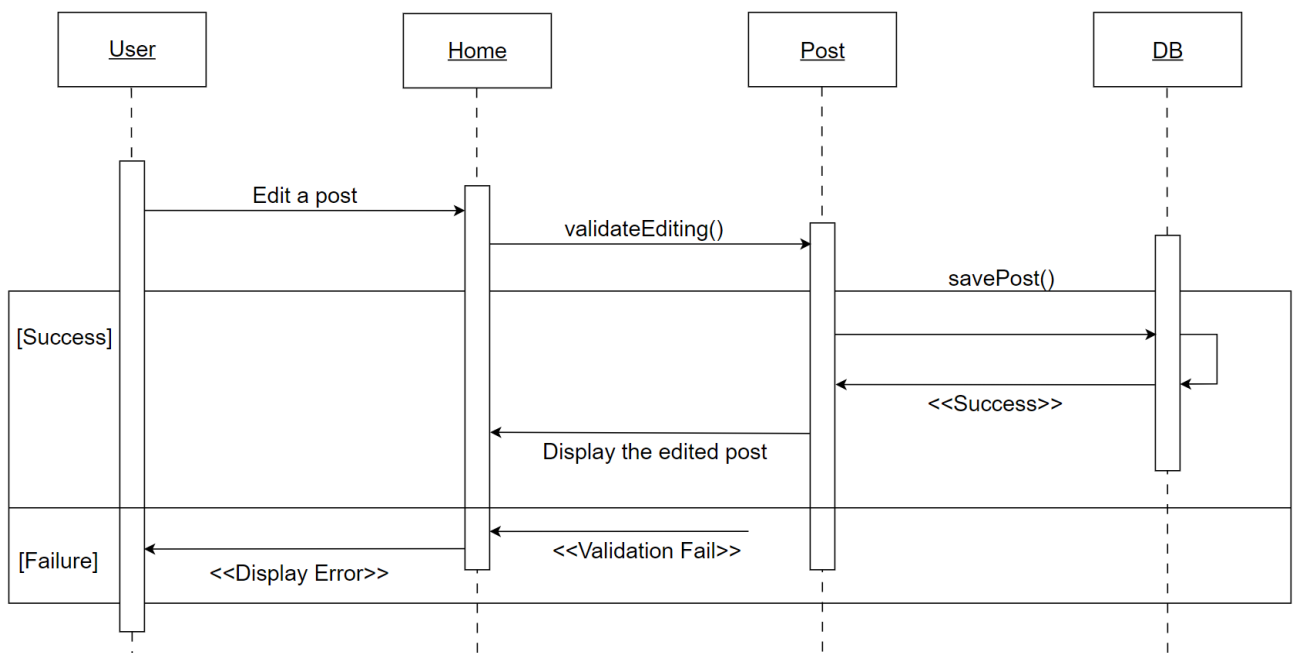 User
Home
Post
DB
Edit a post
validateEditing()
savePost()
[Success]
<<Success>>
Display the edited post
<<Validation Fail>>
[Failure]
<<Display Error>>